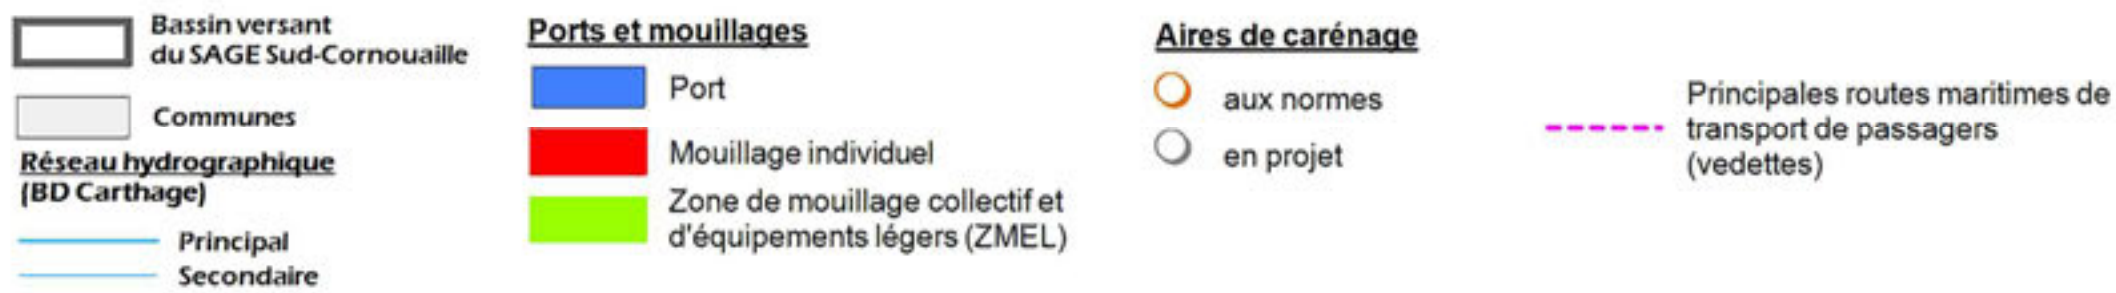 Bassin versant
du SAGE Sud-Cornouaille
Communes
Réseau hydrographique
(BD Carthage)
Principal
Secondaire
Ports et mouillages
Port
Mouillage individuel
Zone de mouillage collectif et
d'équipements légers (ZMEL)
Aires de carénage
aux normes
en projet
Principales routes maritimes de
transport de passagers
(vedettes)